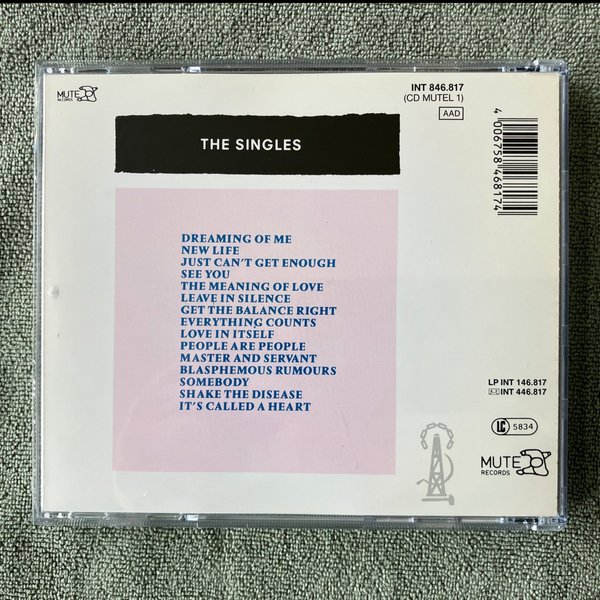 MUTE
RECORDS
INT 846.817
(CD MUTEL 1)
AAD
THE SINGLES
4 006758 468174
DREAMING OF ME
NEW LIFE
JUST CAN'T GET ENOUGH
SEE YOU
THE MEANING OF LOVE
LEAVE IN SILENCE
GET THE BALANCE RIGHT
EVERYTHING COUNTS
LOVE IN ITSELF
PEOPLE ARE PEOPLE
MASTER AND SERVANT
BLASPHEMOUS RUMOURS
SOMEBODY
SHAKE THE DISEASE
IT'S CALLED A HEART
LP INT 146.817
INT 446.817
LC 5834
MUTE
RECORDS